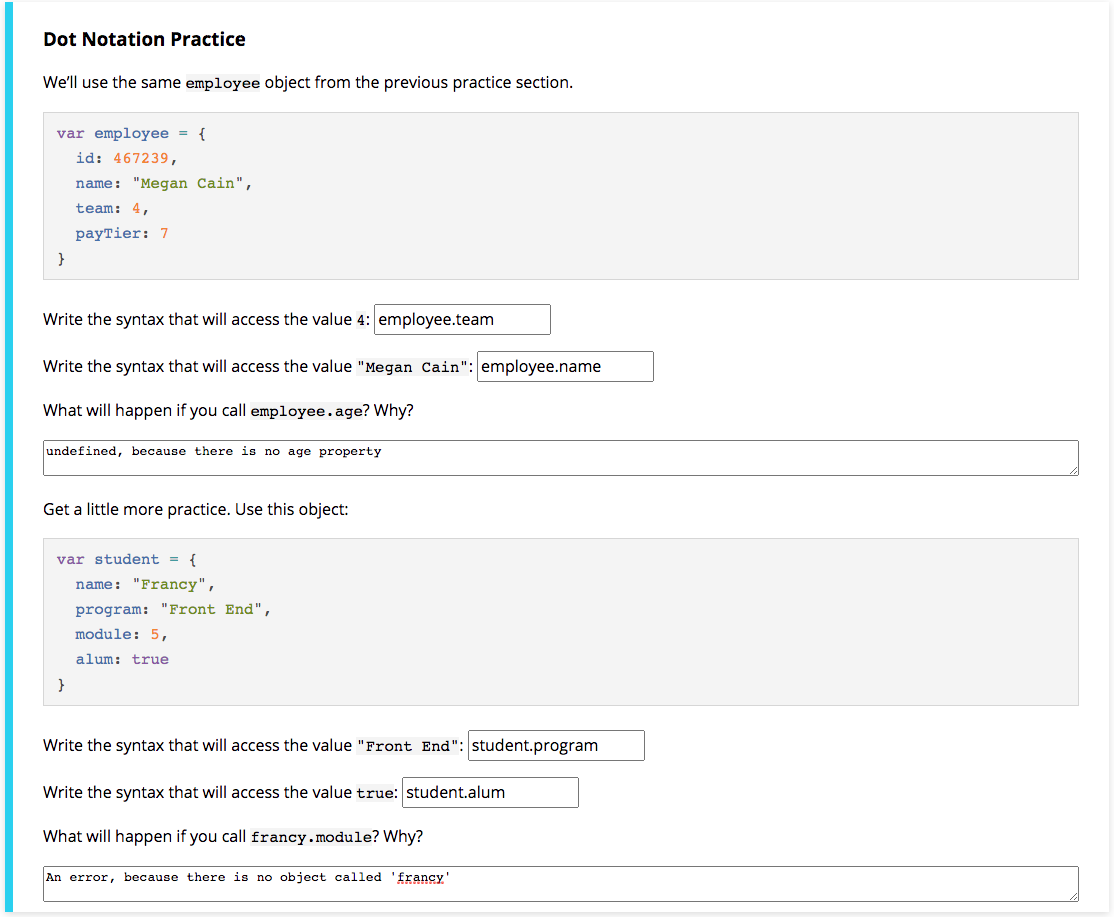 Dot Notation Practice
We’ll use the same employee object from the previous practice section.
var employee = {
id: 467239,
name: "Megan Cain",
team: 4,
payTier: 7
}
Write the syntax that will access the value 4: employee.team
Write the syntax that will access the value "Megan Cain": employee.name
What will happen if you call employee.age? Why?
undefined, because there is no age property
Get a little more practice. Use this object:
var student = {
name: "Francy",
program: "Front End",
module: 5,
alum: true
}
Write the syntax that will access the value "Front End": student.program
Write the syntax that will access the value true: student.alum
What will happen if you call francy.module? Why?
An error, because there is no object called 'francy'